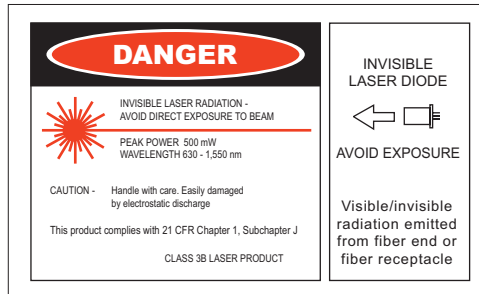 DANGER
INVISIBLE LASER RADIATION -
AVOID DIRECT EXPOSURE TO BEAM
PEAK POWER 500 mW
WAVELENGTH 630 - 1,550 nm
CAUTION - Handle with care. Easily damaged
by electrostatic discharge
This product complies with 21 CFR Chapter 1, Subchapter J
CLASS 3B LASER PRODUCT
INVISIBLE
LASER DIODE
AVOID EXPOSURE
Visible/invisible
radiation emitted
from fiber end or
fiber receptacle